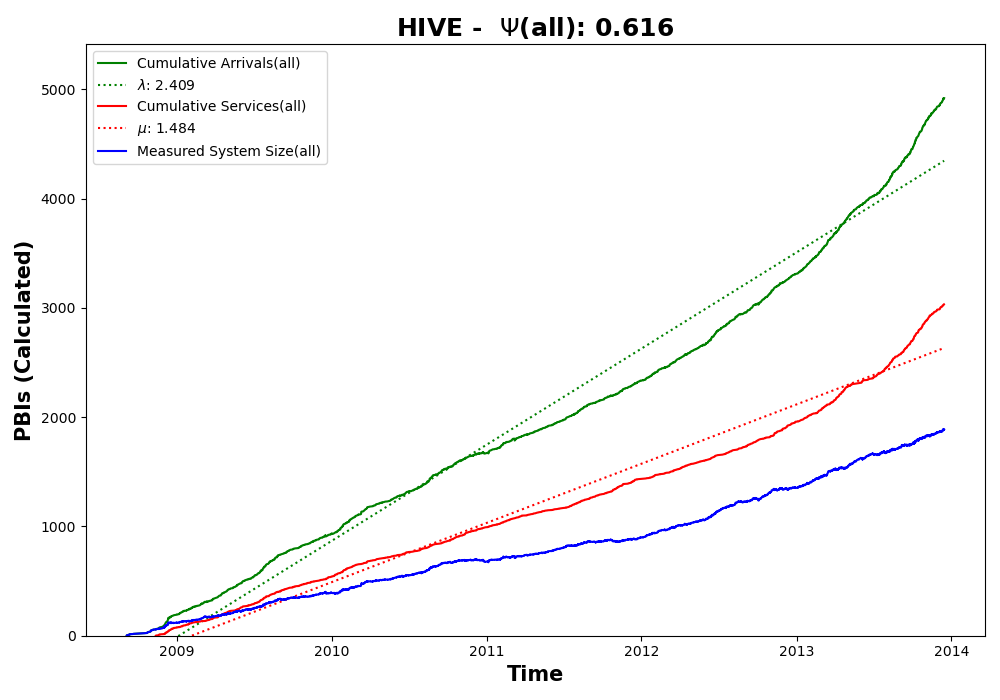 HIVE - Ψ(all): 0.616
Cumulative Arrivals(all)
λ: 2.409
Cumulative Services(all)
μ: 1.484
Measured System Size(all)
PBIs (Calculated)
5000
4000
3000
2000
1000
0
2009 2010 2011 2012 2013 2014
Time